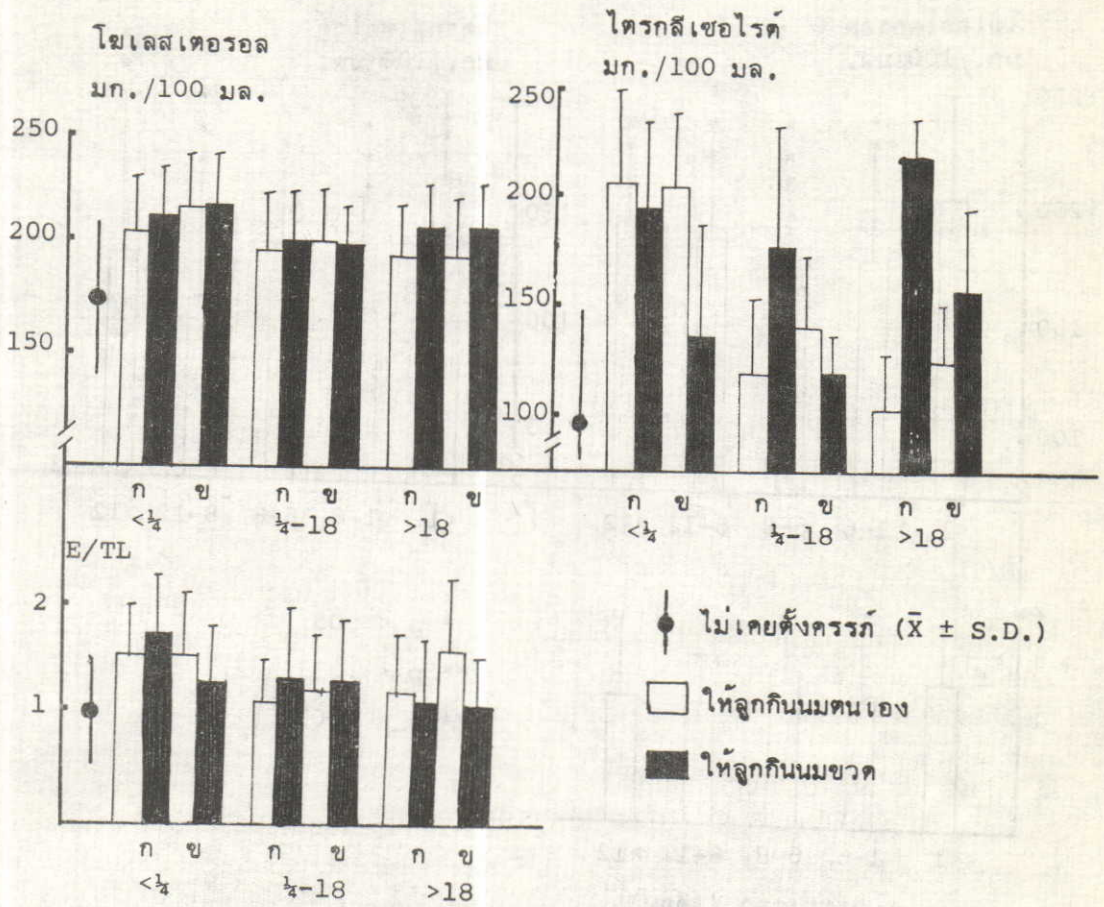 โฆเลสเตอรอล
มก./100 มล.
250
200
150
ก ข ก ข ก ข
<¼ ¼-18 >18
ไตรกลีเซอไรด์
มก./100 มล.
250
200
150
100
ก ข ก ข ก ข
<¼ ¼-18 >18
E/TL
2
1
ก ข ก ข ก ข
<¼ ¼-18 >18
ไม่เคยตั้งครรภ์ (X̄ ± S.D.)
ให้ลูกกินนมตนเอง
ให้ลูกกินนมขวด